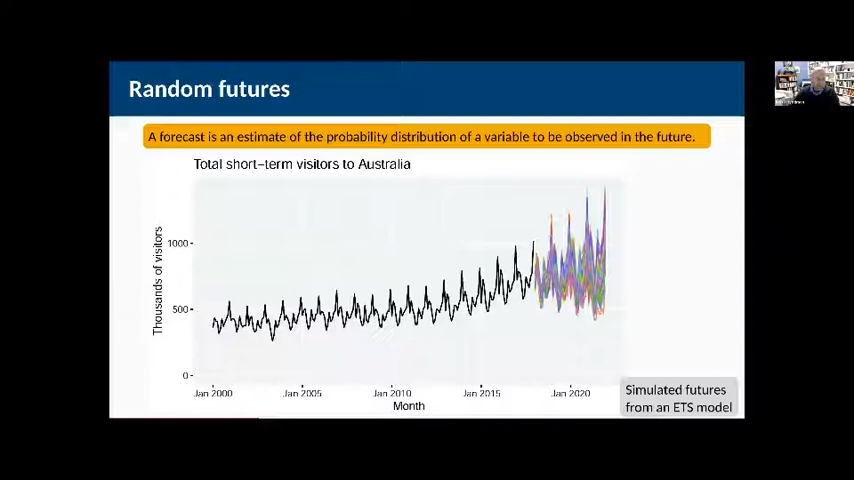 Random futures
A forecast is an estimate of the probability distribution of a variable to be observed in the future.
Total short–term visitors to Australia
Thousands of visitors
1000
500
0
Jan 2000 Jan 2005 Jan 2010 Jan 2015 Jan 2020
Month
Simulated futures
from an ETS model